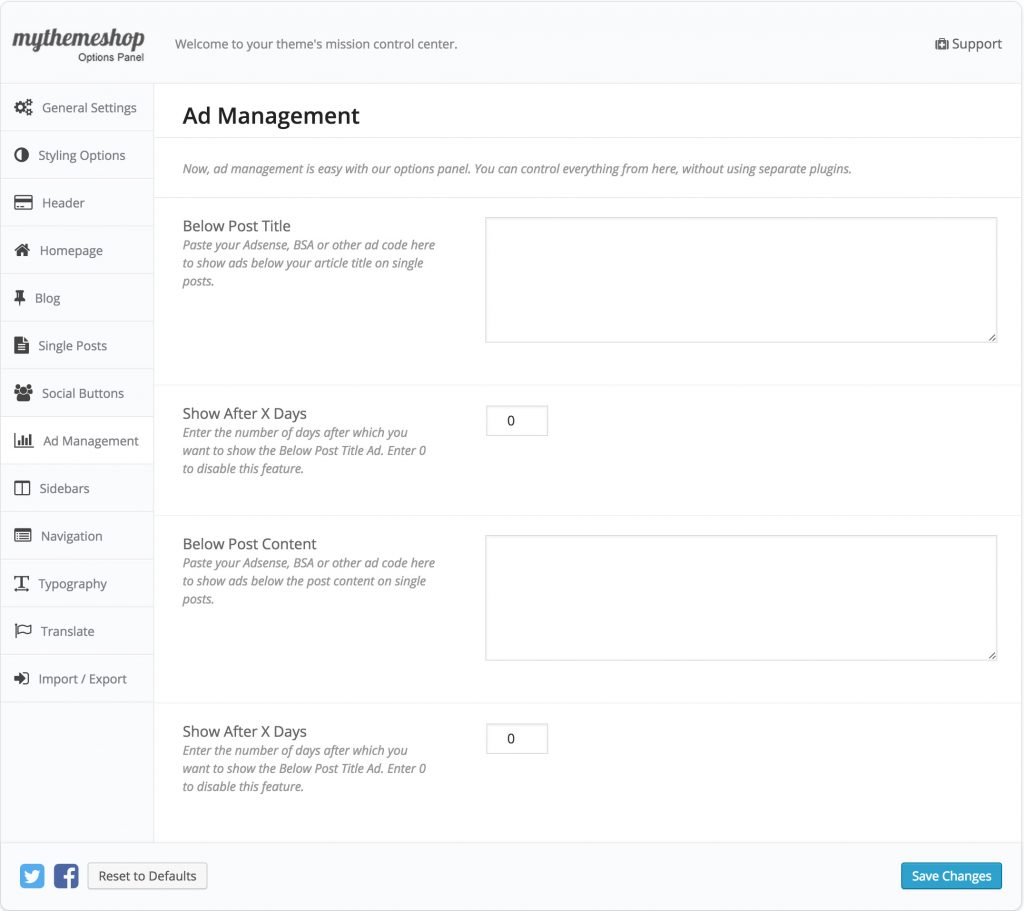 mythemeshop
Options Panel
Welcome to your theme's mission control center.
Support
General Settings
Styling Options
Header
Homepage
Blog
Single Posts
Social Buttons
Ad Management
Sidebars
Navigation
Typography
Translate
Import / Export
Ad Management
Now, ad management is easy with our options panel. You can control everything from here, without using separate plugins.
Below Post Title
Paste your Adsense, BSA or other ad code here
to show ads below your article title on single
posts.
Show After X Days
Enter the number of days after which you
want to show the Below Post Title Ad. Enter 0
to disable this feature.
0
Below Post Content
Paste your Adsense, BSA or other ad code here
to show ads below the post content on single
posts.
Show After X Days
Enter the number of days after which you
want to show the Below Post Title Ad. Enter 0
to disable this feature.
0
Reset to Defaults
Save Changes